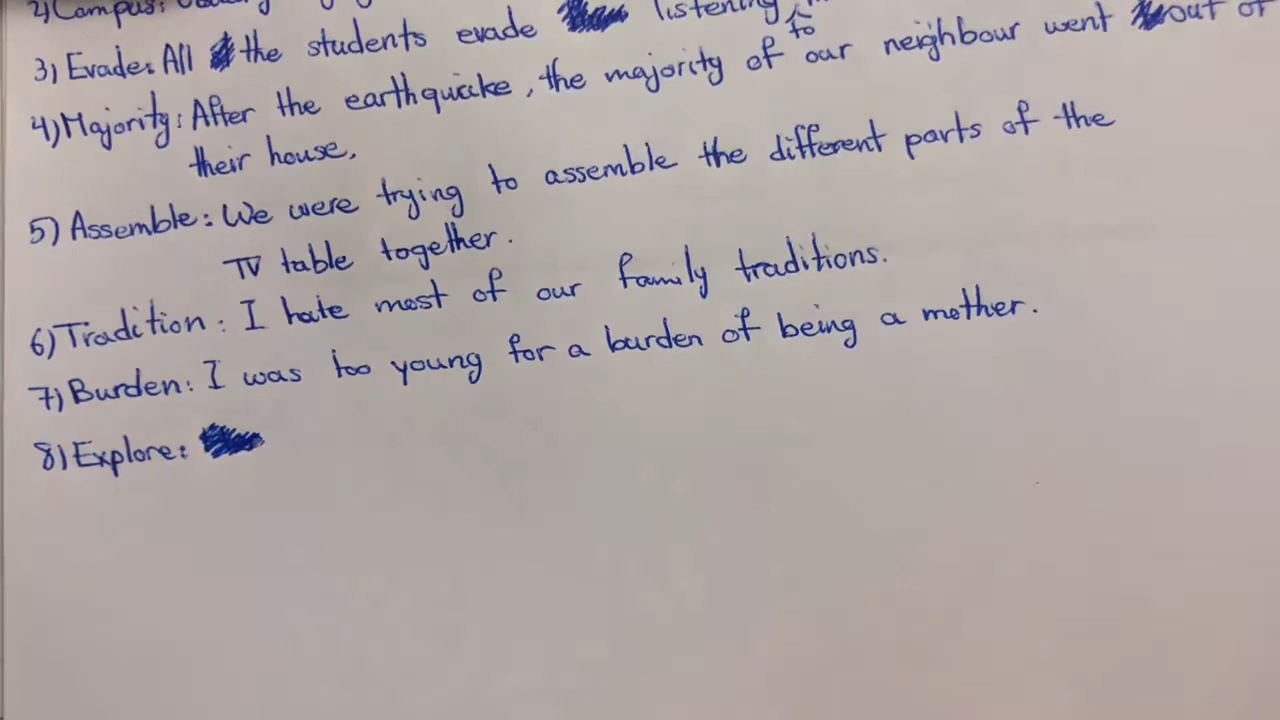 2) Campus:
3) Evade: All the students evade listening to
4) Majority: After the earthquake, the majority of our neighbour went out of
their house.
5) Assemble: We were trying to assemble the different parts of the
TV table together.
6) Tradition: I hate most of our family traditions.
7) Burden: I was too young for a burden of being a mother.
8) Explore: